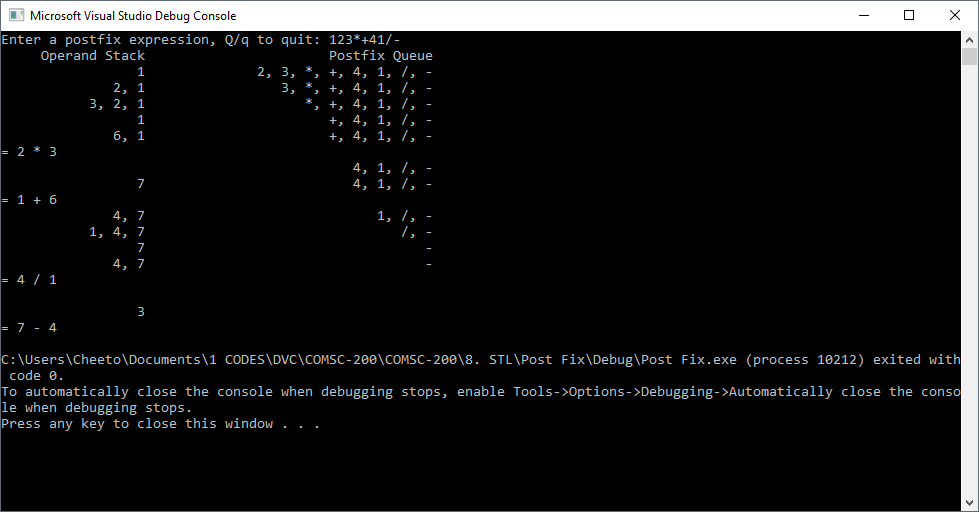 Microsoft Visual Studio Debug Console
Enter a postfix expression, Q/q to quit: 123*+41/-
Operand Stack Postfix Queue
1 2, 3, *, +, 4, 1, /, -
2, 1 3, *, +, 4, 1, /, -
3, 2, 1 *, +, 4, 1, /, -
1 +, 4, 1, /, -
6, 1 +, 4, 1, /, -
= 2 * 3
4, 1, /, -
7 4, 1, /, -
= 1 + 6
4, 7 1, /, -
1, 4, 7 /, -
7 -
4, 7 -
= 4 / 1
3
= 7 - 4
C:\Users\Cheeto\Documents\1 CODES\DVC\COMSC-200\COMSC-200\8. STL\Post Fix\Debug\Post Fix.exe (process 10212) exited with
code 0.
To automatically close the console when debugging stops, enable Tools->Options->Debugging->Automatically close the conso
le when debugging stops.
Press any key to close this window . . .